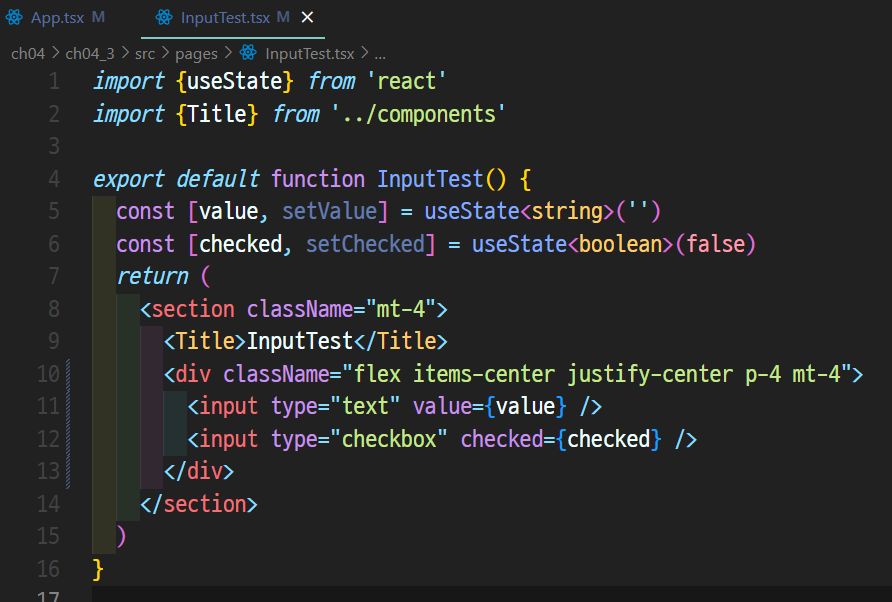 App.tsx M InputTest.tsx M
ch04 > ch04_3 > src > pages > InputTest.tsx > ...
1 import {useState} from 'react'
2 import {Title} from '../components'
3
4 export default function InputTest() {
5   const [value, setValue] = useState<string>('')
6   const [checked, setChecked] = useState<boolean>(false)
7   return (
8     <section className="mt-4">
9       <Title>InputTest</Title>
10       <div className="flex items-center justify-center p-4 mt-4">
11         <input type="text" value={value} />
12         <input type="checkbox" checked={checked} />
13       </div>
14     </section>
15   )
16 }
17